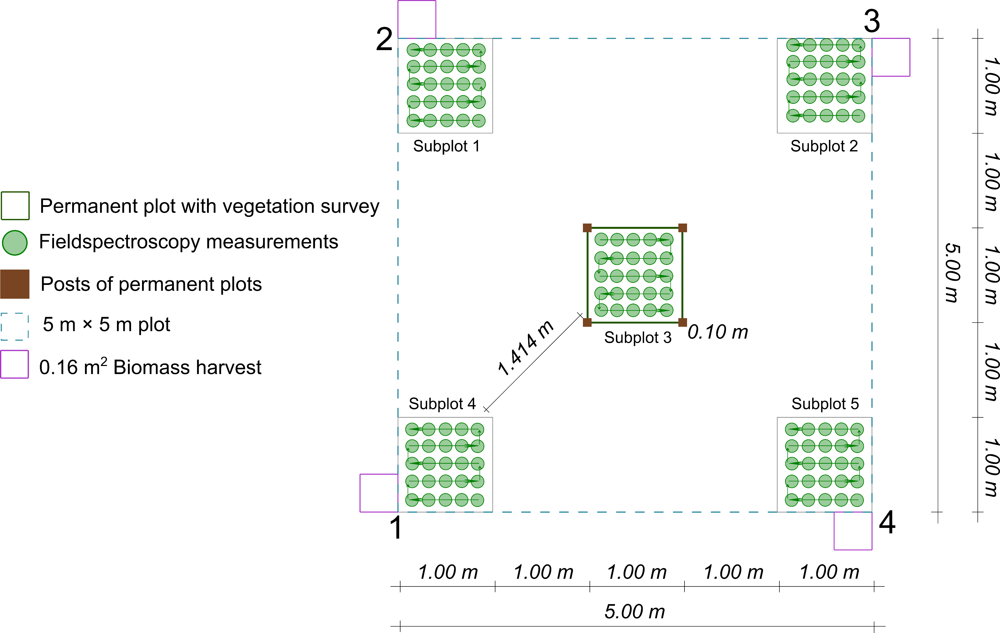 2
3
Subplot 1
Subplot 2
Permanent plot with vegetation survey
Fieldspectroscopy measurements
Posts of permanent plots
5 m × 5 m plot
0.16 m² Biomass harvest
Subplot 3
0.10 m
1.414 m
Subplot 4
Subplot 5
1
4
1.00 m
1.00 m
1.00 m
1.00 m
1.00 m
5.00 m
1.00 m 1.00 m 1.00 m 1.00 m 1.00 m
5.00 m